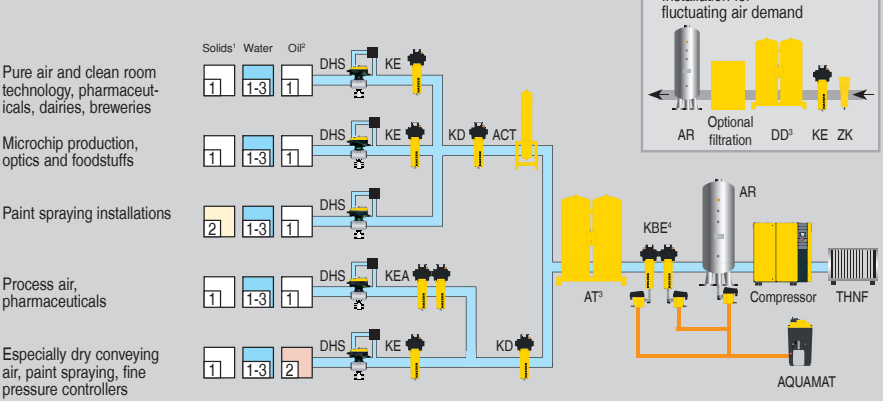 Installation for
fluctuating air demand
AR
Optional
filtration
DD³
KE
ZK
Solids¹ Water Oil²
Pure air and clean room
technology, pharmaceut-
icals, dairies, breweries
1 1-3 1
DHS
KE
Microchip production,
optics and foodstuffs
1 1-3 1
DHS
KE
KD
ACT
Paint spraying installations
2 1-3 1
DHS
Process air,
pharmaceuticals
1 1-3 1
DHS
KEA
Especially dry conveying
air, paint spraying, fine
pressure controllers
1 1-3 2
DHS
KE
KD
AT³
KBE⁴
AR
Compressor
THNF
AQUAMAT